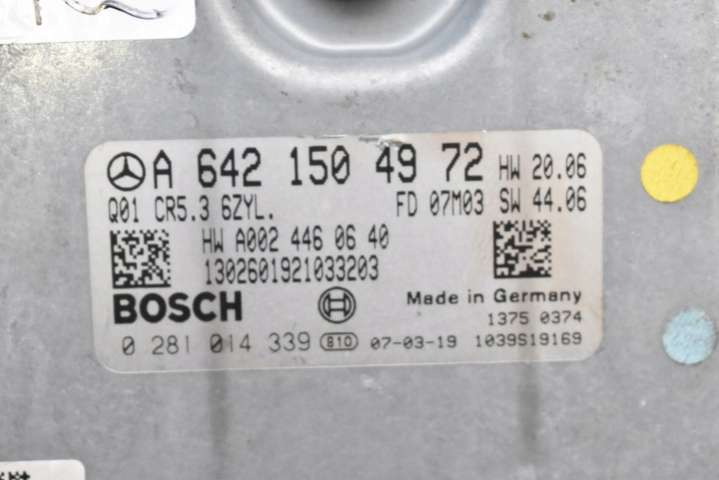 A 642 150 49 72 HW 20.06
Q01 CR5.3 6ZYL. FD 07M03 SW 44.06
HW A002 446 06 40
1302601921033203
BOSCH Made in Germany
1375 0374
0 281 014 339 810 07-03-19 1039S19169